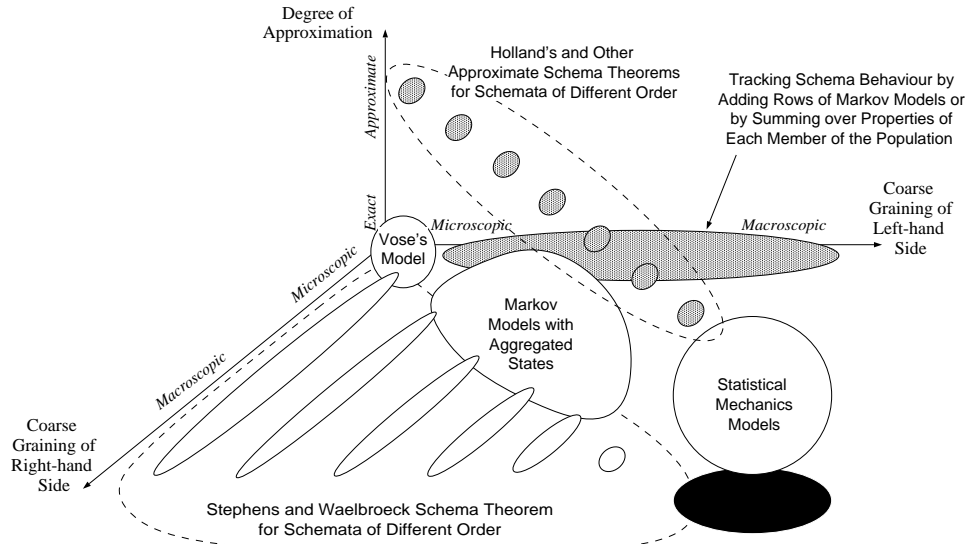 Degree of
Approximation
Approximate
Exact
Holland's and Other
Approximate Schema Theorems
for Schemata of Different Order
Tracking Schema Behaviour by
Adding Rows of Markov Models or
by Summing over Properties of
Each Member of the Population
Microscopic
Macroscopic
Coarse
Graining of
Left-hand
Side
Vose's
Model
Microscopic
Macroscopic
Markov
Models with
Aggregated
States
Statistical
Mechanics
Models
Coarse
Graining of
Right-hand
Side
Stephens and Waelbroeck Schema Theorem
for Schemata of Different Order